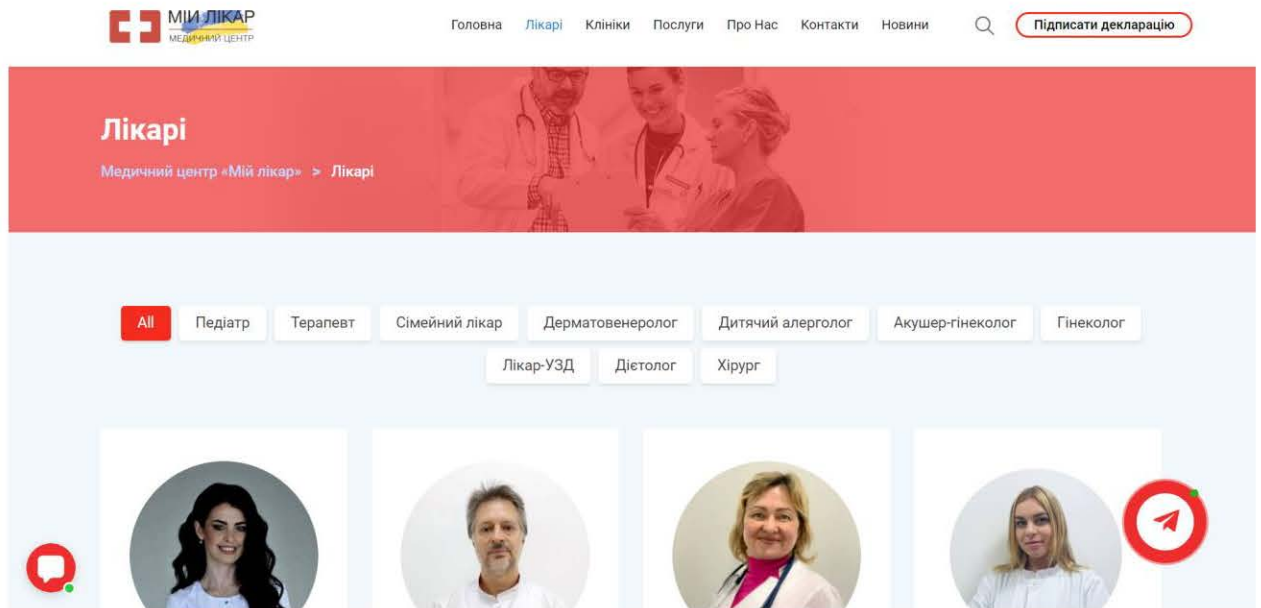 МІЙ ЛІКАР
МЕДИЧНИЙ ЦЕНТР
Головна Лікарі Клініки Послуги Про Нас Контакти Новини Підписати декларацію
Лікарі
Медичний центр «Мій лікар» > Лікарі
All Педіатр Терапевт Сімейний лікар Дерматовенеролог Дитячий алерголог Акушер-гінеколог Гінеколог
Лікар-УЗД Дієтолог Хірург